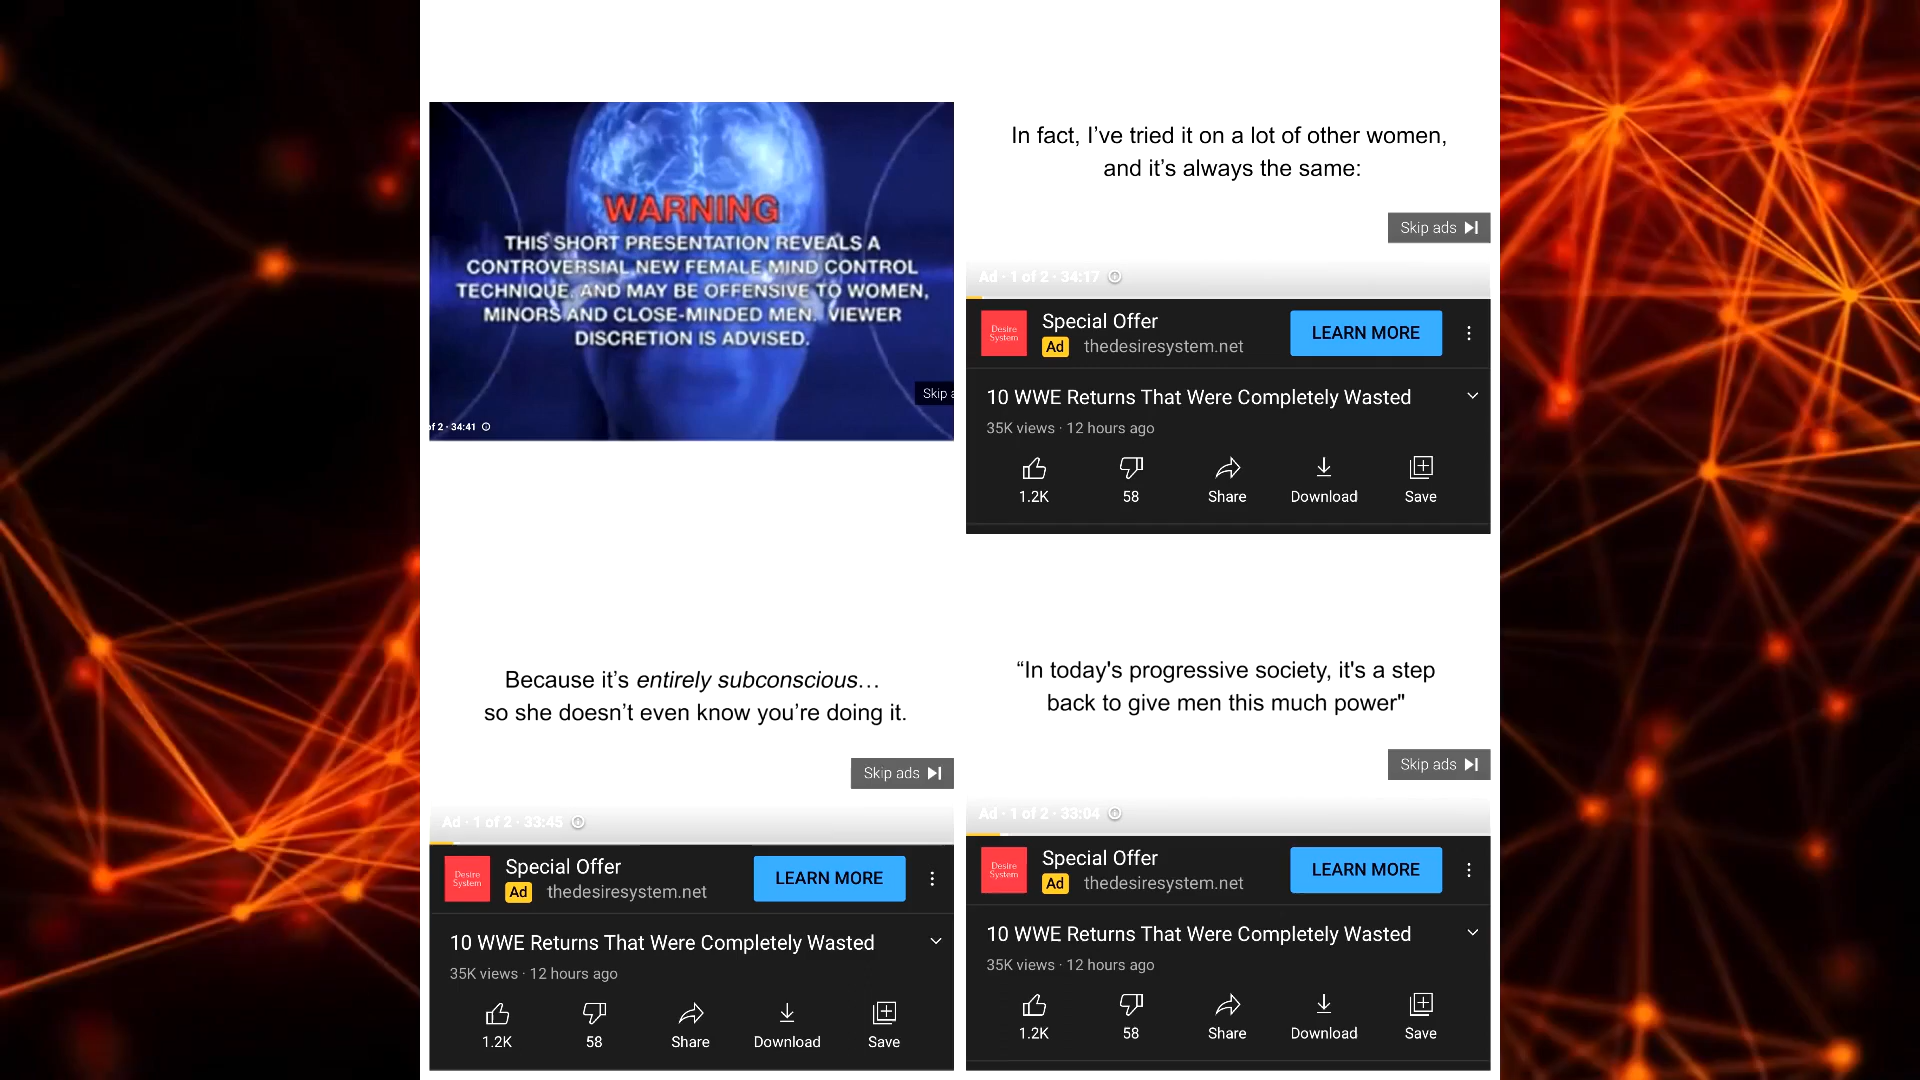 WARNING
THIS SHORT PRESENTATION REVEALS A
CONTROVERSIAL NEW FEMALE MIND CONTROL
TECHNIQUE, AND MAY BE OFFENSIVE TO WOMEN,
MINORS AND CLOSE-MINDED MEN. VIEWER
DISCRETION IS ADVISED.
Skip a
of 2 · 34:41
In fact, I’ve tried it on a lot of other women,
and it’s always the same:
Skip ads
Ad · 1 of 2 · 34:17
Desire
System
Special Offer
Ad thedesiresystem.net
LEARN MORE
10 WWE Returns That Were Completely Wasted
35K views · 12 hours ago
1.2K 58 Share Download Save
Because it’s entirely subconscious…
so she doesn’t even know you’re doing it.
Skip ads
Ad · 1 of 2 · 33:45
Desire
System
Special Offer
Ad thedesiresystem.net
LEARN MORE
10 WWE Returns That Were Completely Wasted
35K views · 12 hours ago
1.2K 58 Share Download Save
“In today's progressive society, it's a step
back to give men this much power"
Skip ads
Ad · 1 of 2 · 33:04
Desire
System
Special Offer
Ad thedesiresystem.net
LEARN MORE
10 WWE Returns That Were Completely Wasted
35K views · 12 hours ago
1.2K 58 Share Download Save